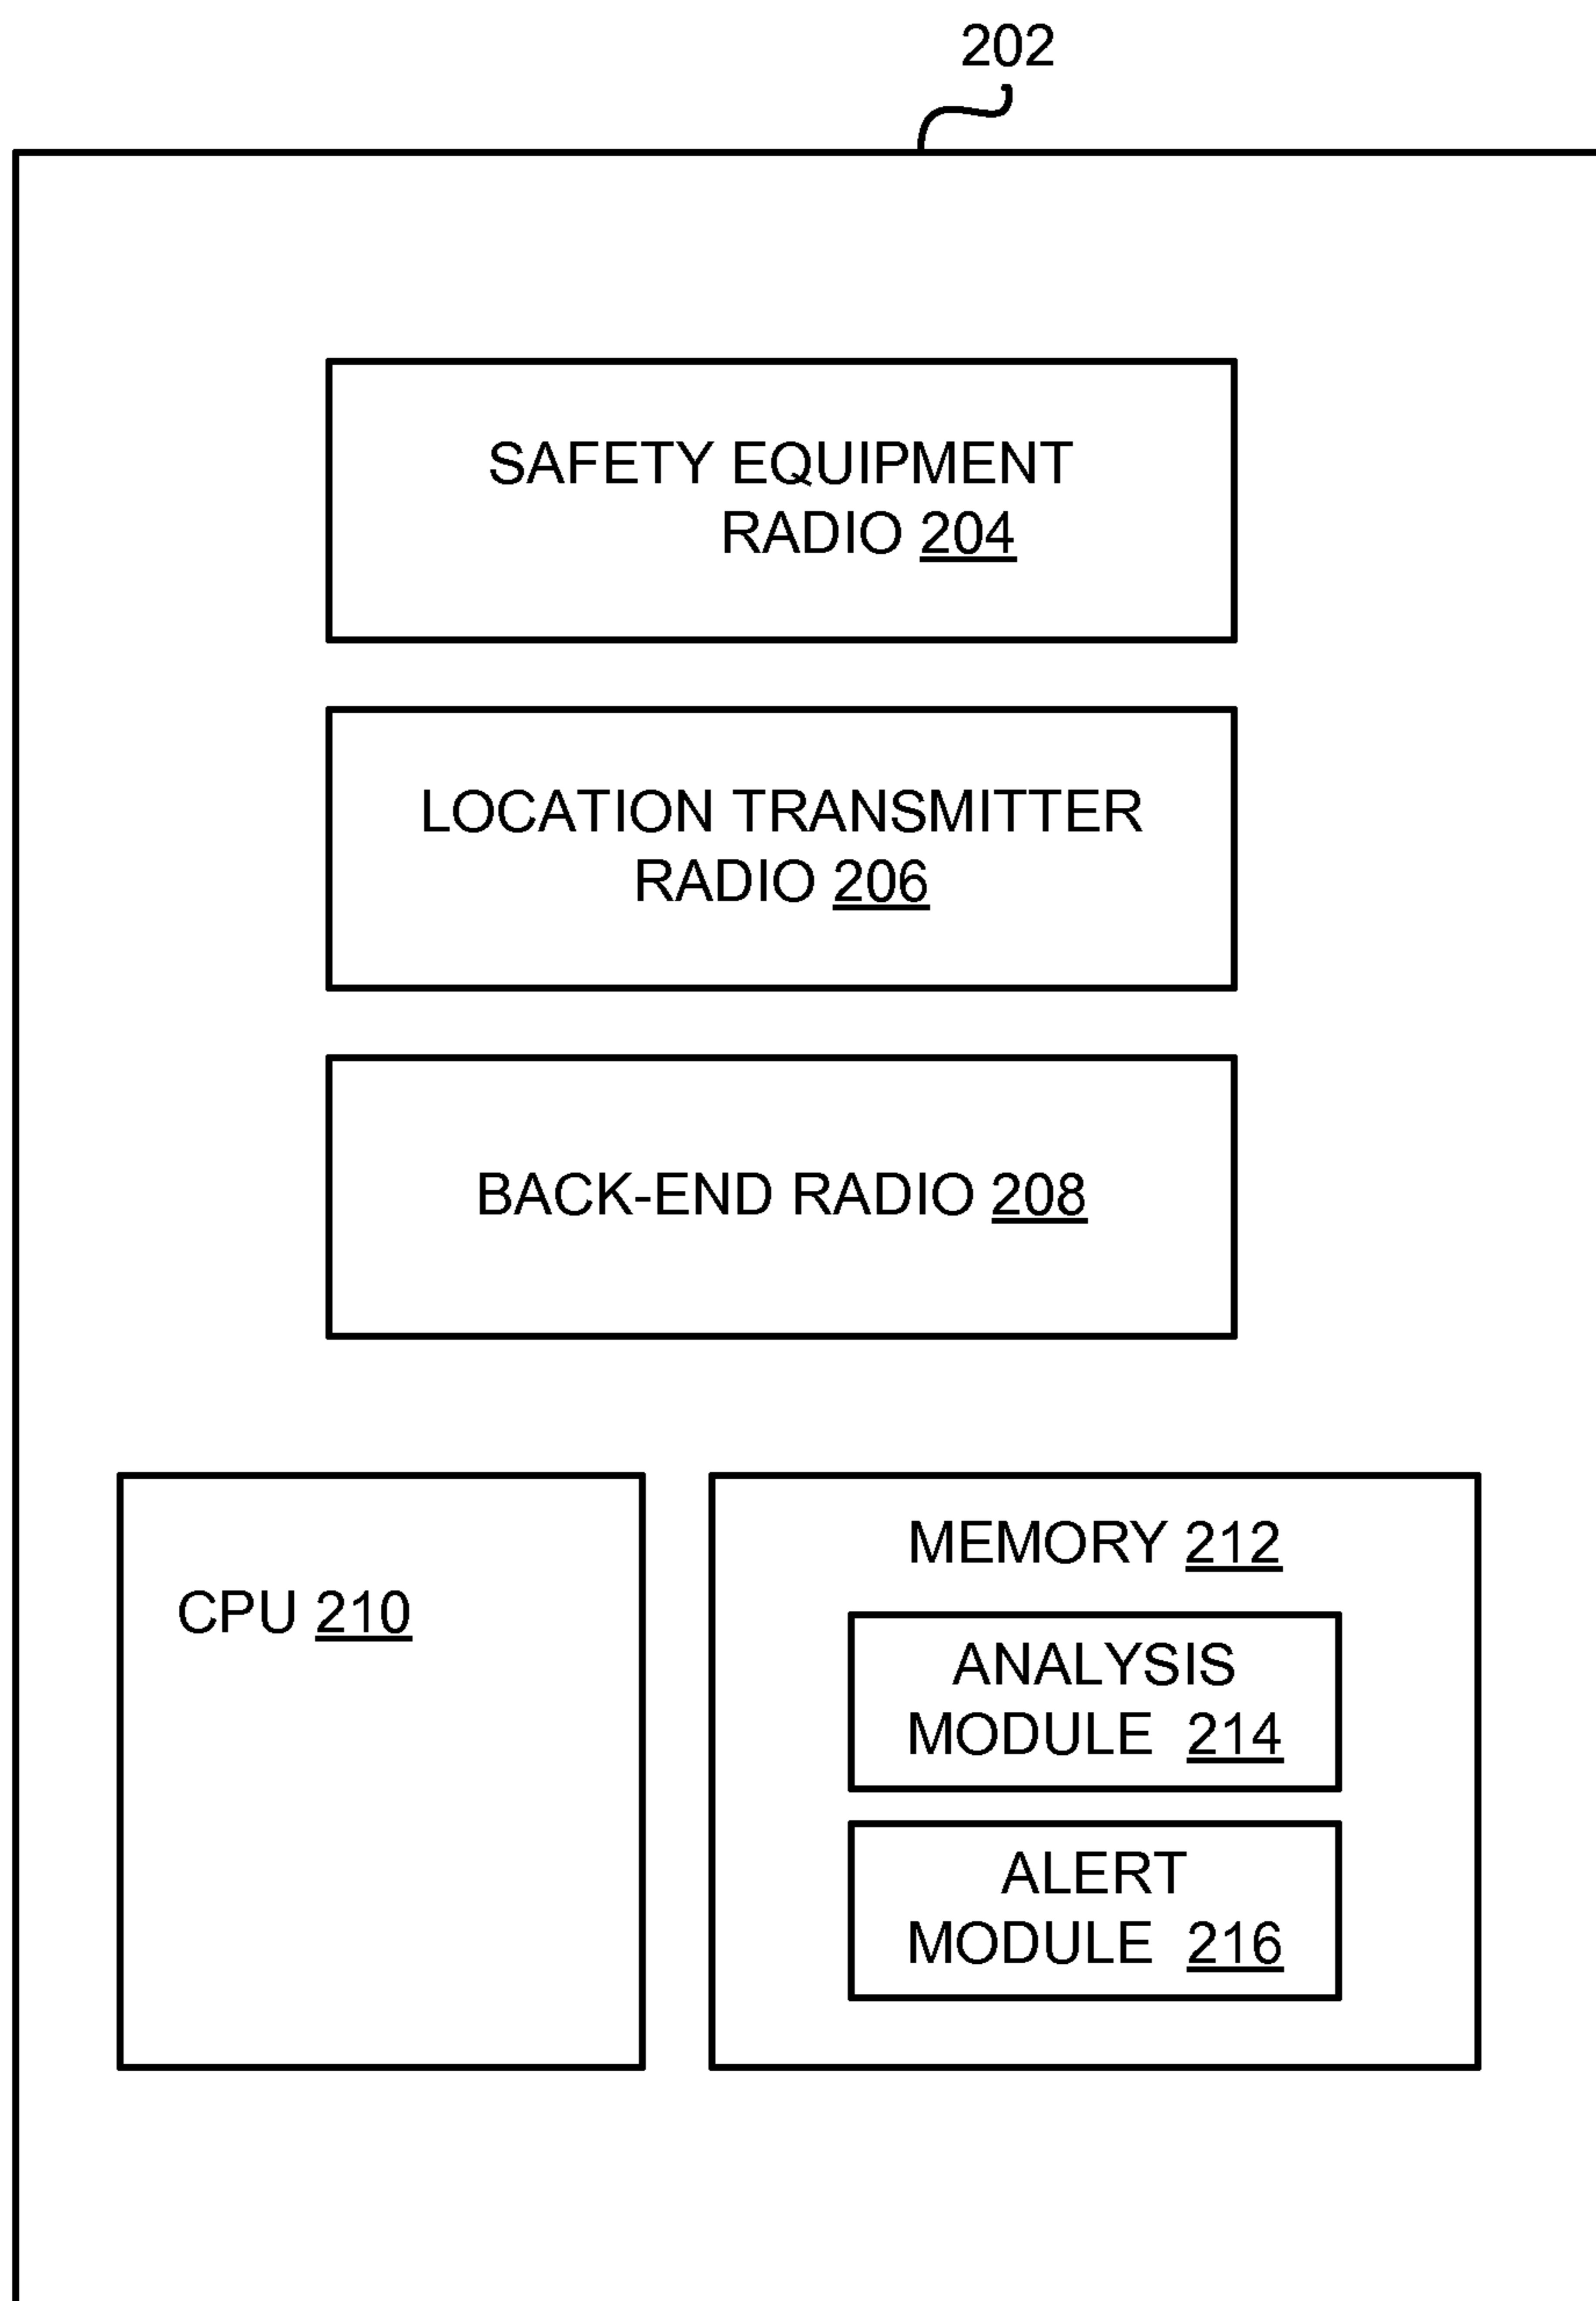 202
SAFETY EQUIPMENT
RADIO 204
LOCATION TRANSMITTER
RADIO 206
BACK-END RADIO 208
CPU 210
MEMORY 212
ANALYSIS
MODULE 214
ALERT
MODULE 216